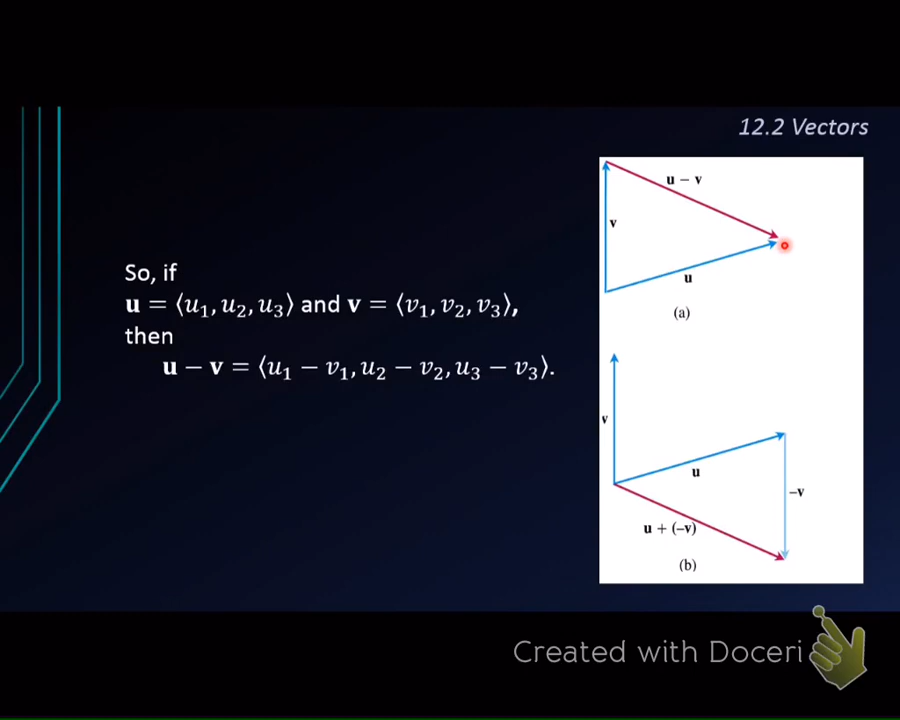 12.2 Vectors
So, if
u = ⟨u₁, u₂, u₃⟩ and v = ⟨v₁, v₂, v₃⟩,
then
u − v = ⟨u₁ − v₁, u₂ − v₂, u₃ − v₃⟩.
u − v
v
u
(a)
v
u
−v
u + (−v)
(b)
Created with Doceri